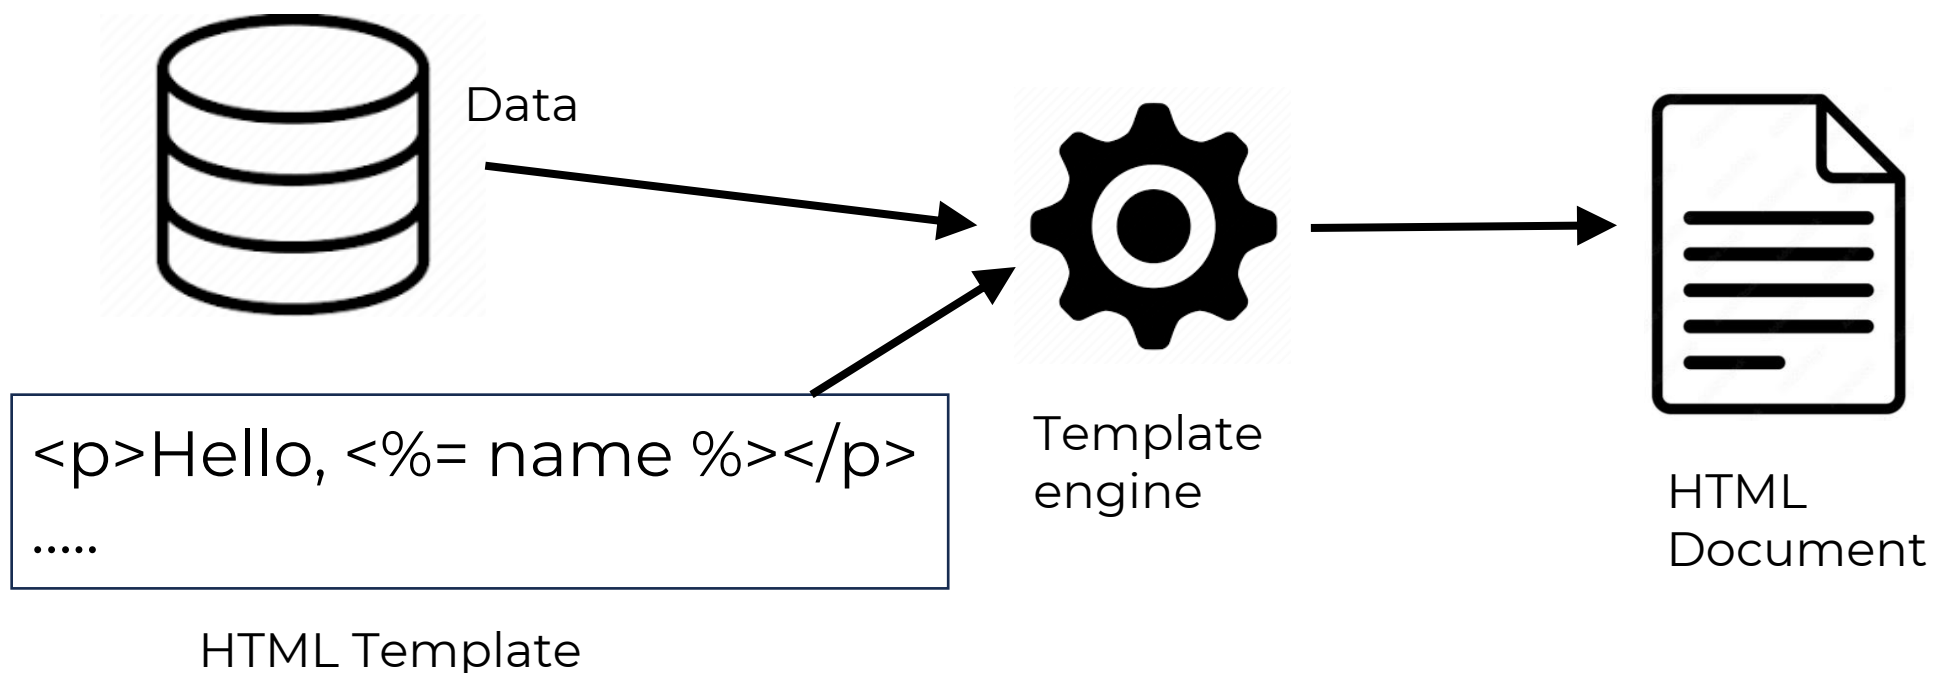 Data
<p>Hello, <%= name %></p>
.....
HTML Template
Template
engine
HTML
Document